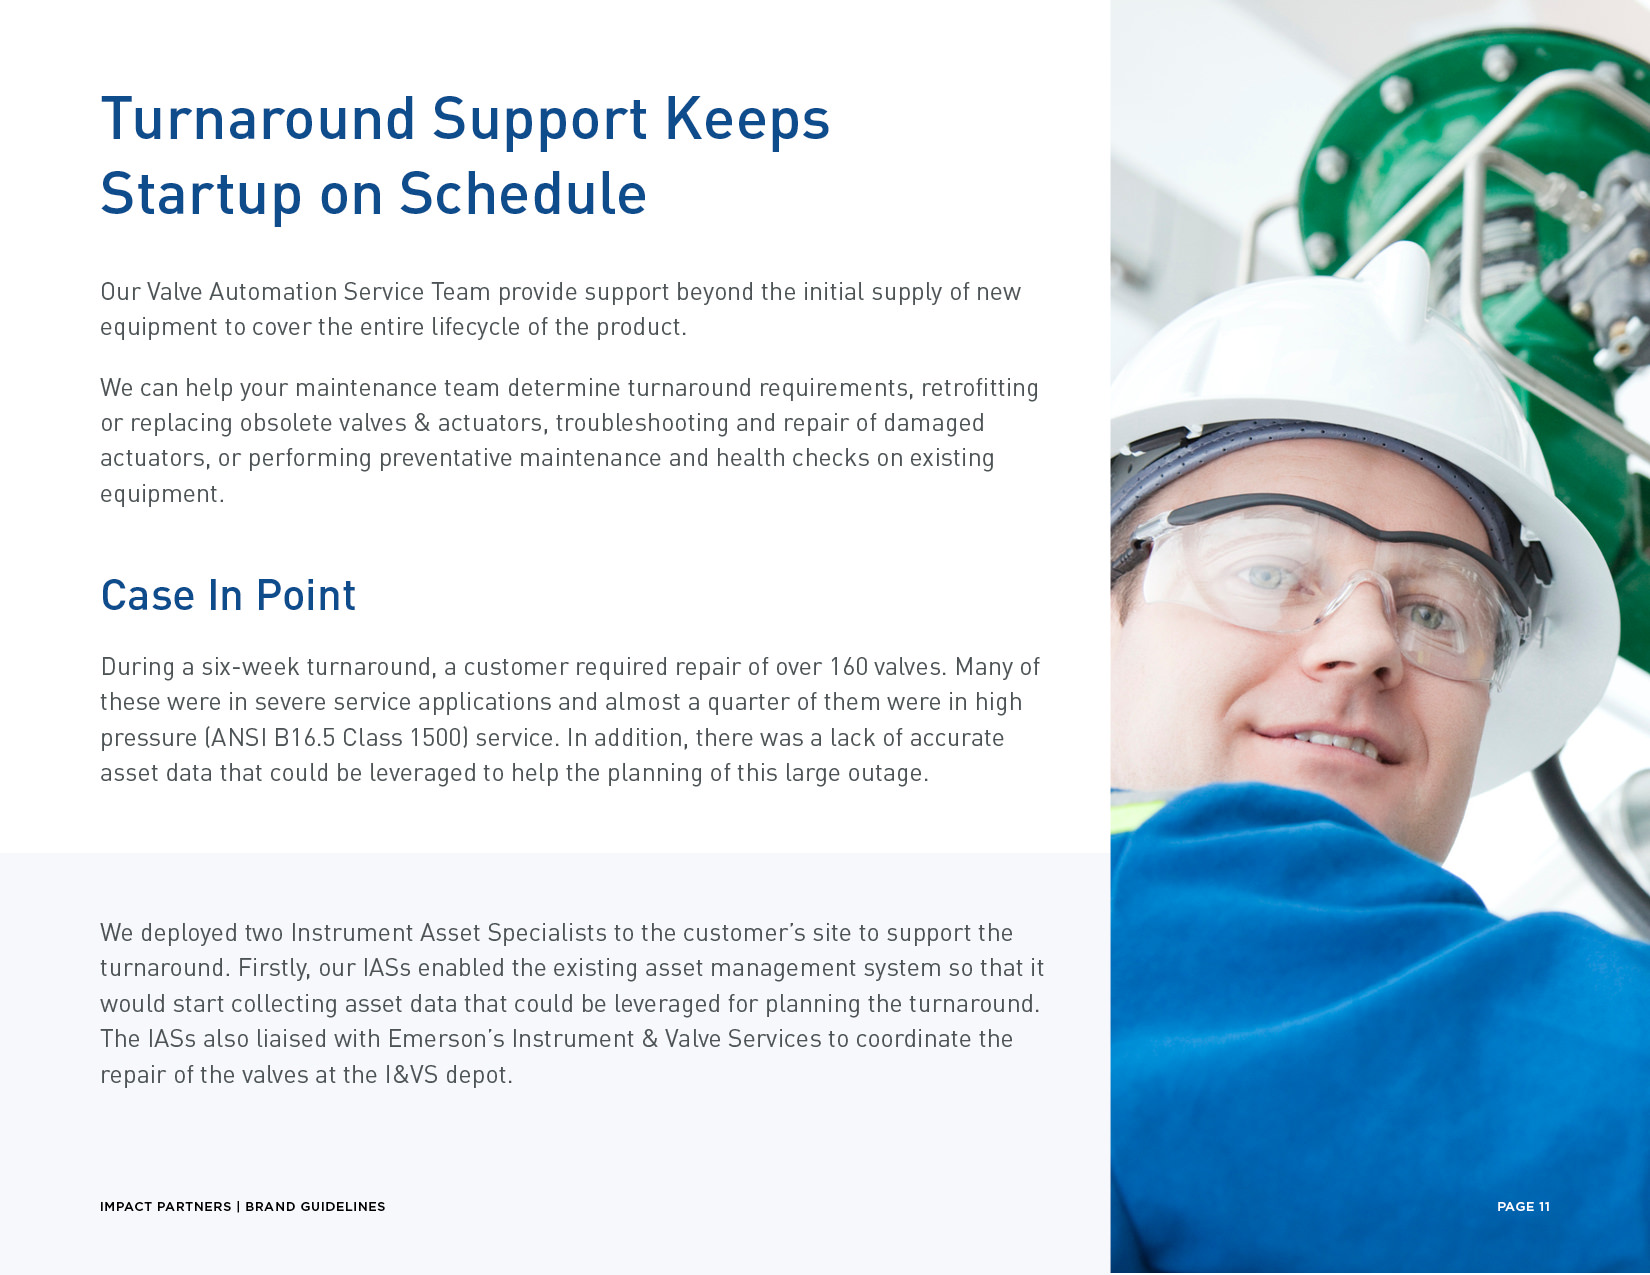 Turnaround Support Keeps
Startup on Schedule
Our Valve Automation Service Team provide support beyond the initial supply of new
equipment to cover the entire lifecycle of the product.
We can help your maintenance team determine turnaround requirements, retrofitting
or replacing obsolete valves & actuators, troubleshooting and repair of damaged
actuators, or performing preventative maintenance and health checks on existing
equipment.
Case In Point
During a six-week turnaround, a customer required repair of over 160 valves. Many of
these were in severe service applications and almost a quarter of them were in high
pressure (ANSI B16.5 Class 1500) service. In addition, there was a lack of accurate
asset data that could be leveraged to help the planning of this large outage.
We deployed two Instrument Asset Specialists to the customer’s site to support the
turnaround. Firstly, our IASs enabled the existing asset management system so that it
would start collecting asset data that could be leveraged for planning the turnaround.
The IASs also liaised with Emerson’s Instrument & Valve Services to coordinate the
repair of the valves at the I&VS depot.
IMPACT PARTNERS | BRAND GUIDELINES
PAGE 11